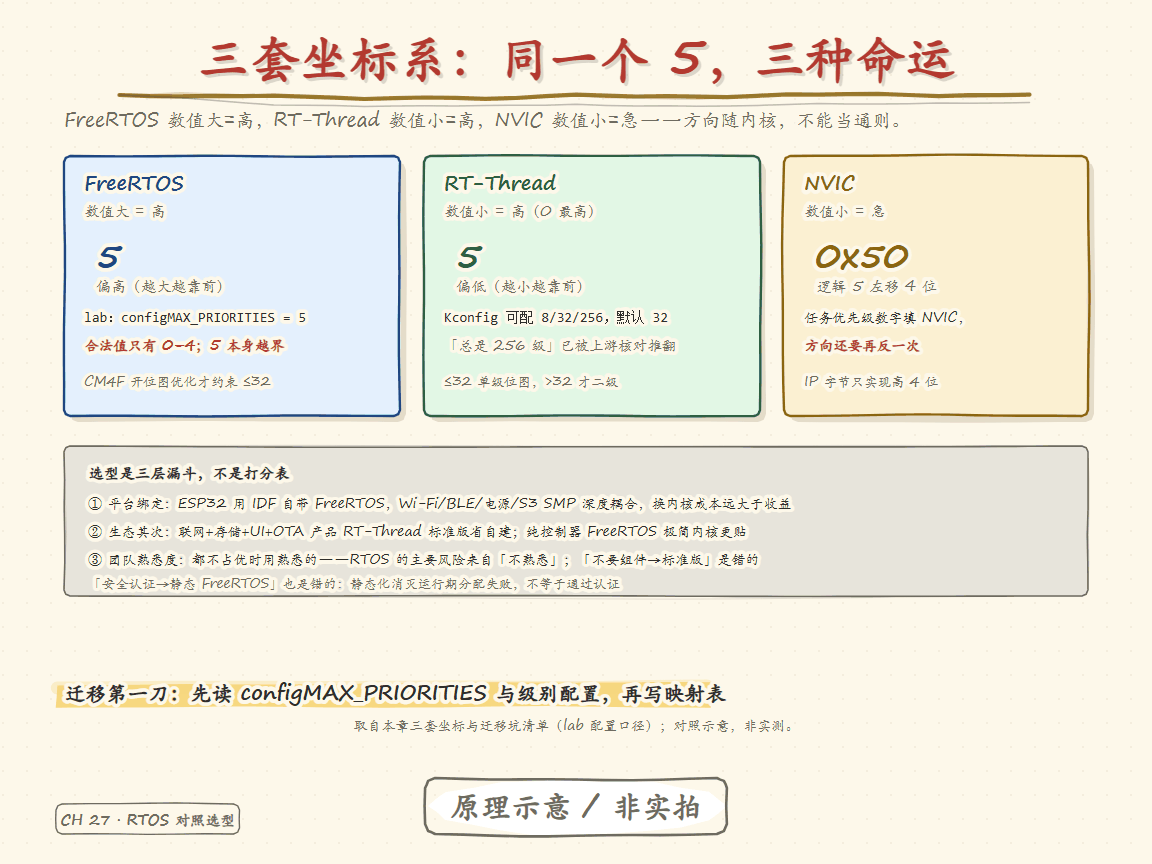 三套坐标系：同一个 5，三种命运
FreeRTOS 数值大=高，RT-Thread 数值小=高，NVIC 数值小=急——方向随内核，不能当通则。
FreeRTOS
数值大 = 高
5
偏高（越大越靠前）
lab: configMAX_PRIORITIES = 5
合法值只有 0-4；5 本身越界
CM4F 开位图优化才约束 ≤32
RT-Thread
数值小 = 高（0 最高）
5
偏低（越小越靠前）
Kconfig 可配 8/32/256，默认 32
「总是 256 级」已被上游核对推翻
≤32 单级位图，>32 才二级
NVIC
数值小 = 急
0x50
逻辑 5 左移 4 位
任务优先级数字填 NVIC，
方向还要再反一次
IP 字节只实现高 4 位
选型是三层漏斗，不是打分表
① 平台绑定：ESP32 用 IDF 自带 FreeRTOS，Wi-Fi/BLE/电源/S3 SMP 深度耦合，换内核成本远大于收益
② 生态其次：联网+存储+UI+OTA 产品 RT-Thread 标准版省自建；纯控制器 FreeRTOS 极简内核更贴
③ 团队熟悉度：都不占优时用熟悉的——RTOS 的主要风险来自「不熟悉」；「不要组件→标准版」是错的
「安全认证→静态 FreeRTOS」也是错的：静态化消灭运行期分配失败，不等于通过认证
迁移第一刀：先读 configMAX_PRIORITIES 与级别配置，再写映射表
取自本章三套坐标与迁移坑清单（lab 配置口径）；对照示意，非实测。
原理示意 / 非实拍
CH 27 · RTOS 对照选型